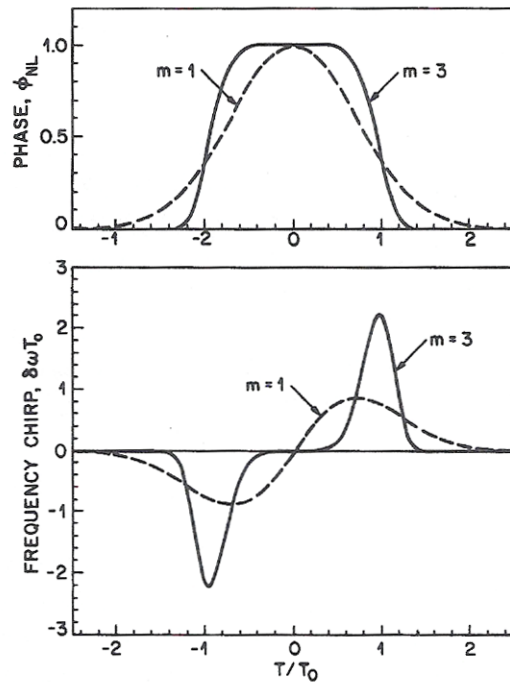 PHASE, ϕNL
1.0
0.5
0
m = 1
m = 3
-4 -2 0 1 2
FREQUENCY CHIRP, δωT₀
3
2
1
0
-1
-2
-3
m = 1
m = 3
-2 -1 0 1 2
T/T₀